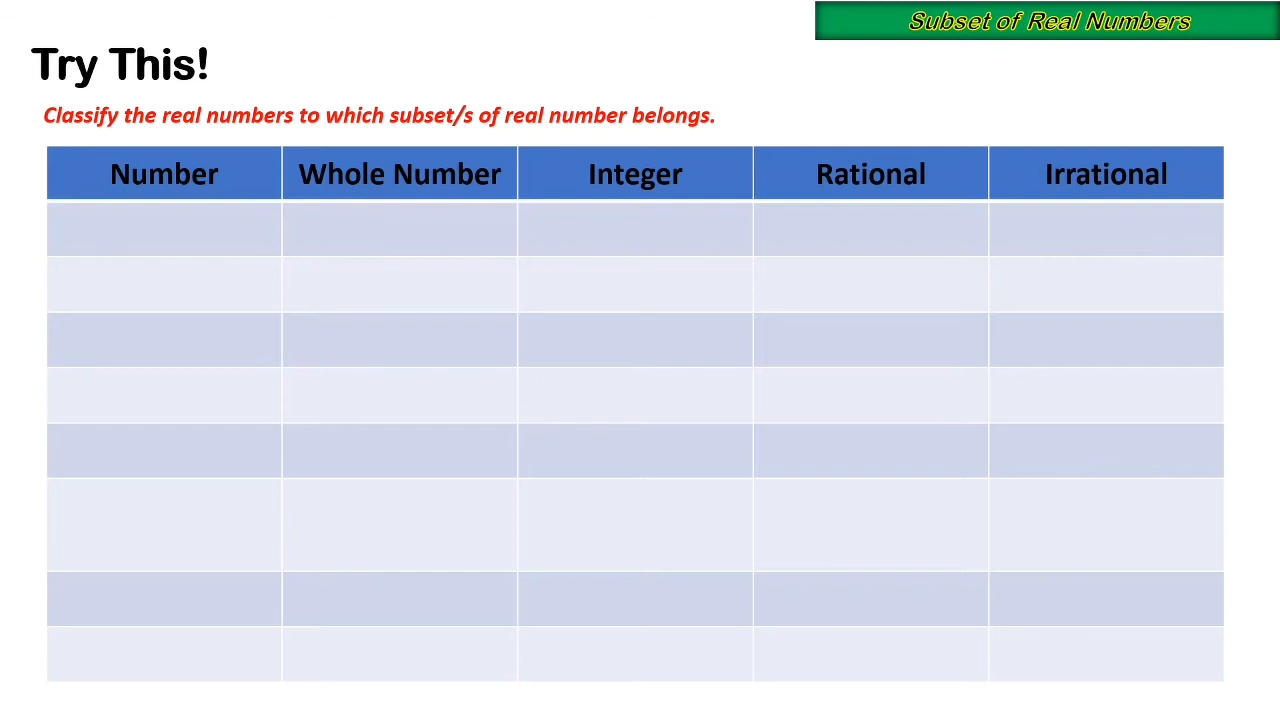 Subset of Real Numbers
Try This!
Classify the real numbers to which subset/s of real number belongs.
Number Whole Number Integer Rational Irrational